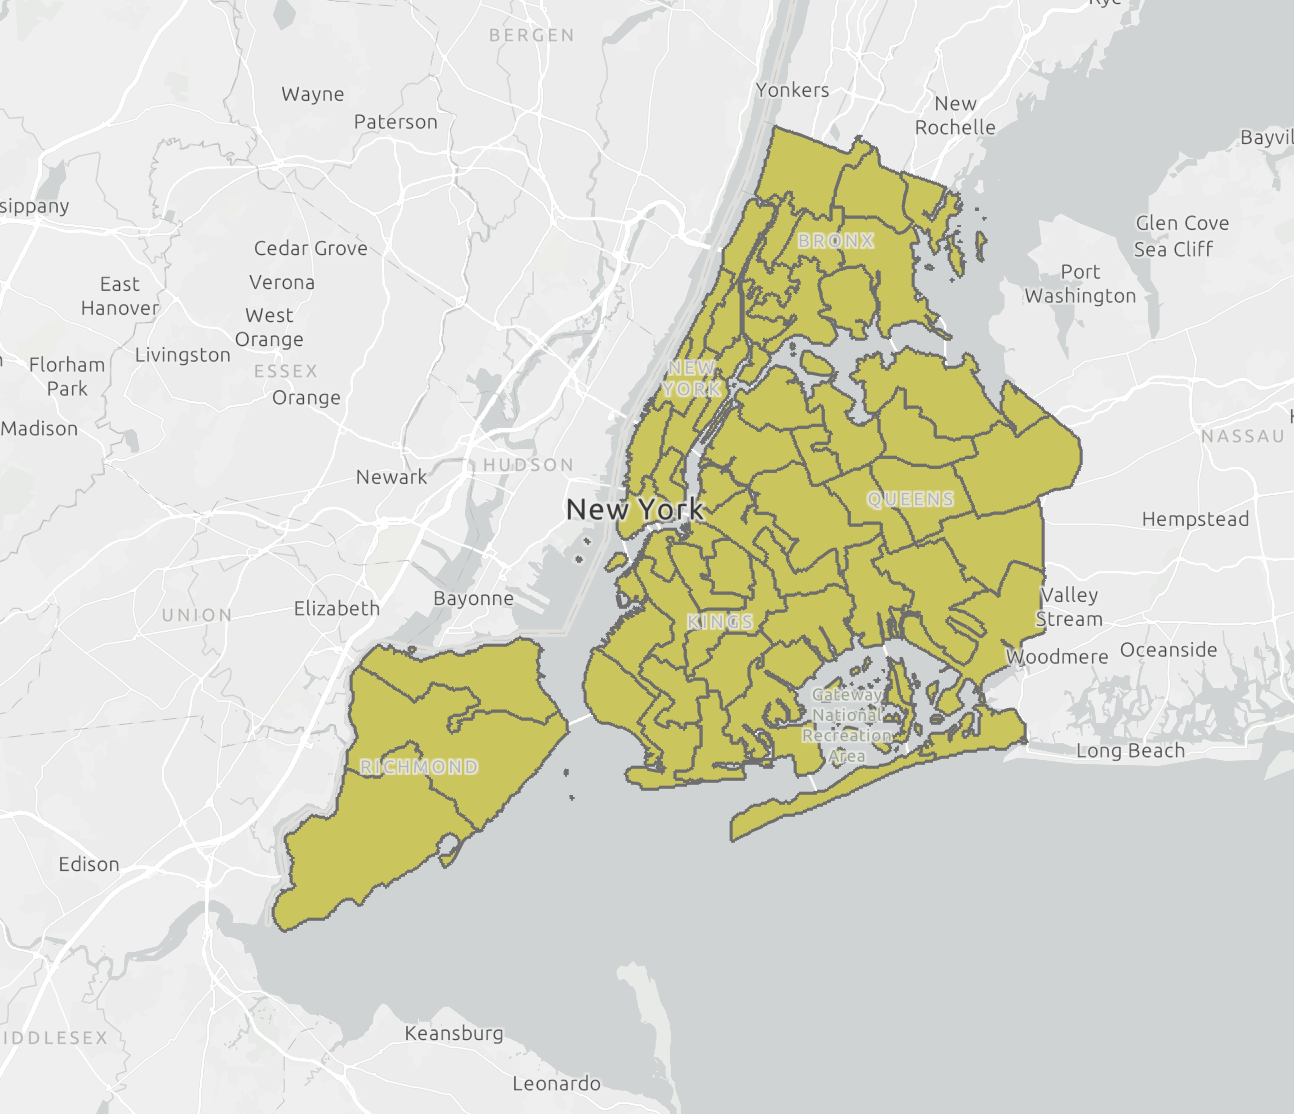 Rye
BERGEN
Yonkers
Wayne
New
Rochelle
Paterson
Bayvil
sippany
Glen Cove
BRONX
Cedar Grove
Sea Cliff
Port
Washington
East
Hanover
Verona
West
Orange
Livingston
Florham
Park
ESSEX
NEW
YORK
Orange
Madison
NASSAU
HUDSON
Newark
QUEENS
New York
Hempstead
Bayonne
Elizabeth
UNION
Valley
Stream
KINGS
Woodmere
Oceanside
Gateway
National
Recreation
Area
Long Beach
RICHMOND
Edison
IDDLESEX
Keansburg
Leonardo